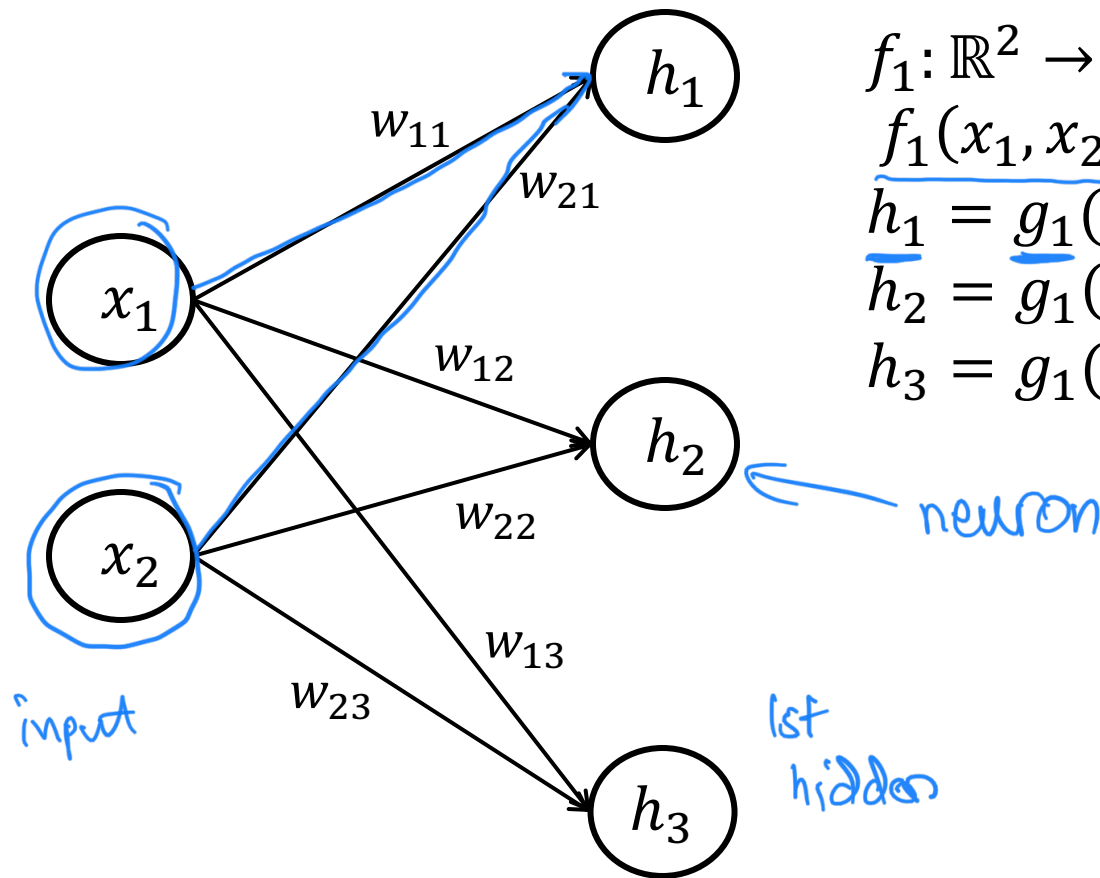 h₁
w₁₁
w₂₁
x₁
w₁₂
h₂
w₂₂
x₂
w₁₃
w₂₃
h₃
input
1st
hidden
neuron
f₁: ℝ² →
f₁(x₁, x₂
h₁ = g₁(
h₂ = g₁(
h₃ = g₁(